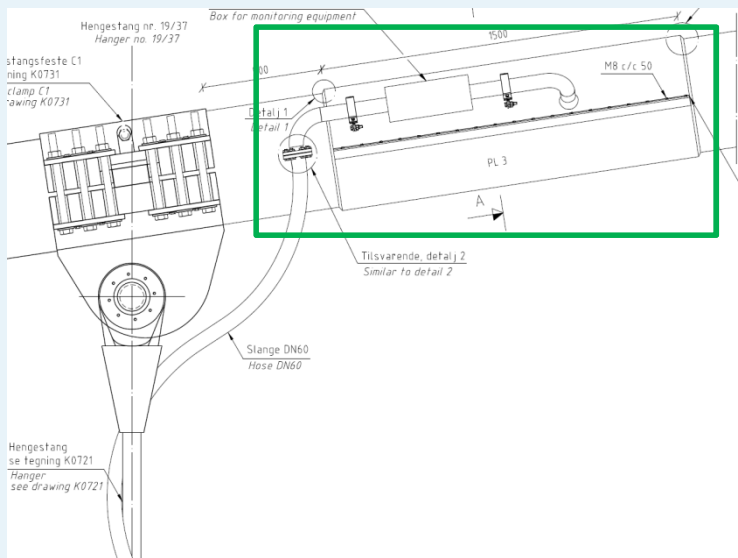 Hengestang nr. 19/37
Hanger no. 19/37
Box for monitoring equipment
1500
stangsfeste C1
ning K0731
clamp C1
rawing K0731
M8 c/c 50
Detalj 1
Detail 1
PL 3
A
Tilsvarende, detalj 2
Similar to detail 2
Slange DN60
Hose DN60
Hengestang
se tegning K0721
Hanger
see drawing K0721